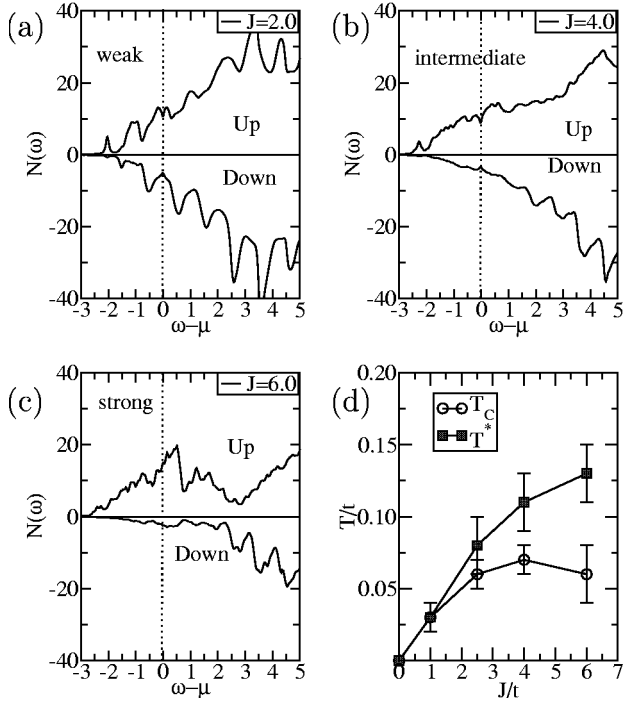 (a)
J=2.0
weak
Up
Down
N(ω)
40
20
0
-20
-40
-3 -2 -1 0 1 2 3 4 5
ω−μ
(b)
J=4.0
intermediate
Up
Down
N(ω)
40
20
0
-20
-40
-3 -2 -1 0 1 2 3 4 5
ω−μ
(c)
J=6.0
strong
Up
Down
N(ω)
40
20
0
-20
-40
-3 -2 -1 0 1 2 3 4 5
ω−μ
(d)
T_C
T*
T/t
0.20
0.15
0.10
0.05
0 1 2 3 4 5 6 7
J/t